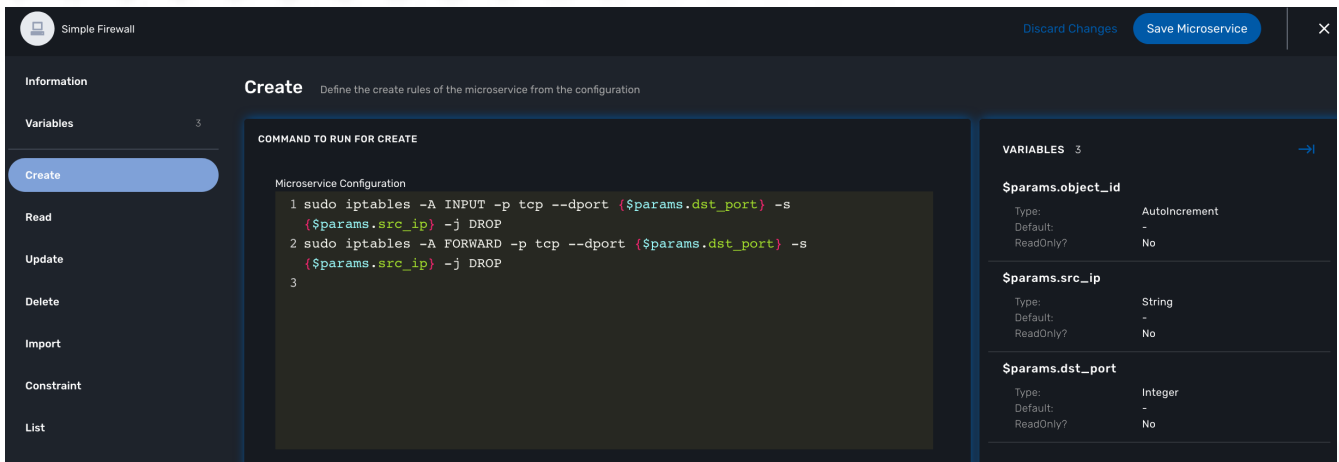 Simple Firewall
Discard Changes
Save Microservice
Information
Variables 3
Create
Read
Update
Delete
Import
Constraint
List
Create Define the create rules of the microservice from the configuration
COMMAND TO RUN FOR CREATE
Microservice Configuration
1 sudo iptables -A INPUT -p tcp --dport {$params.dst_port} -s
{$params.src_ip} -j DROP
2 sudo iptables -A FORWARD -p tcp --dport {$params.dst_port} -s
{$params.src_ip} -j DROP
3
VARIABLES 3
$params.object_id
Type: AutoIncrement
Default: -
ReadOnly? No
$params.src_ip
Type: String
Default: -
ReadOnly? No
$params.dst_port
Type: Integer
Default: -
ReadOnly? No